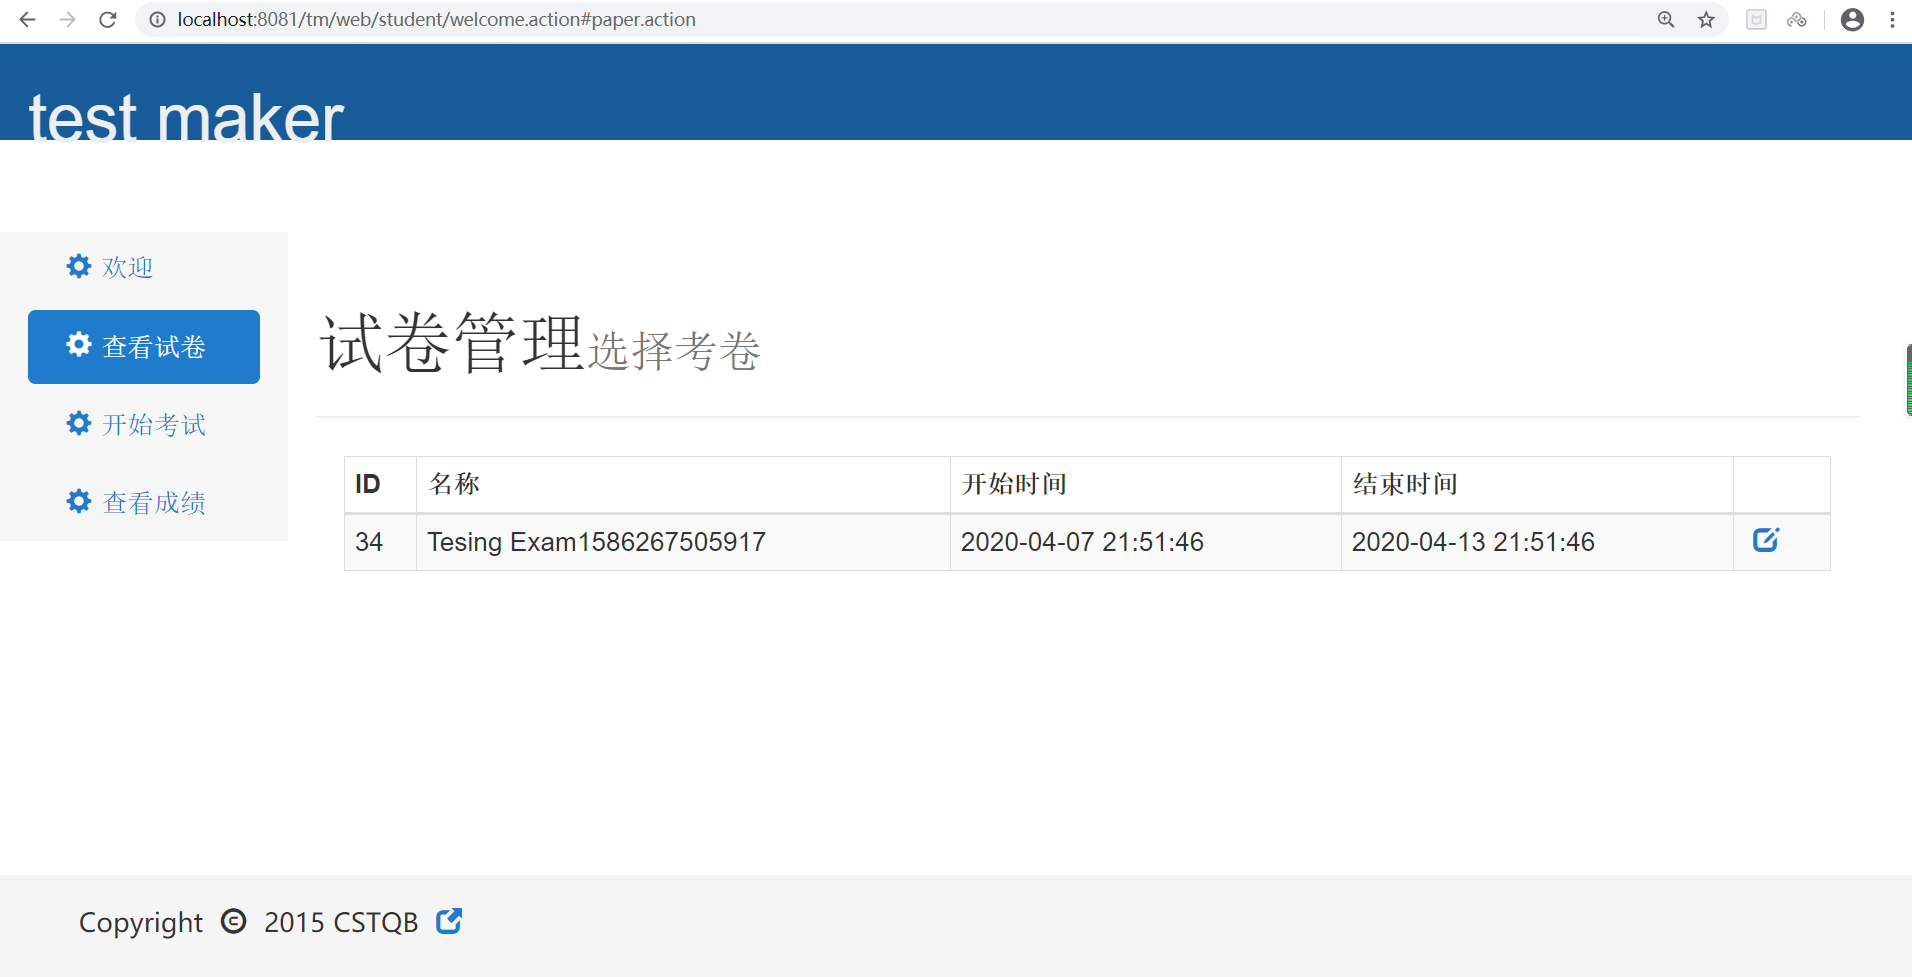 localhost:8081/tm/web/student/welcome.action#paper.action
test maker
欢迎
查看试卷
开始考试
查看成绩
试卷管理选择考卷
ID 名称 开始时间 结束时间
34 Tesing Exam1586267505917 2020-04-07 21:51:46 2020-04-13 21:51:46
Copyright © 2015 CSTQB